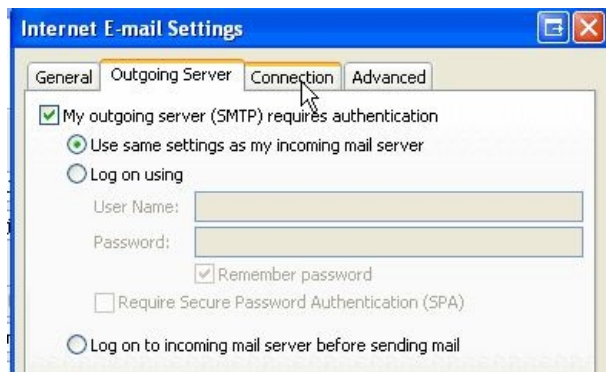 Internet E-mail Settings
General Outgoing Server Connection Advanced
My outgoing server (SMTP) requires authentication
Use same settings as my incoming mail server
Log on using
User Name:
Password:
Remember password
Require Secure Password Authentication (SPA)
Log on to incoming mail server before sending mail